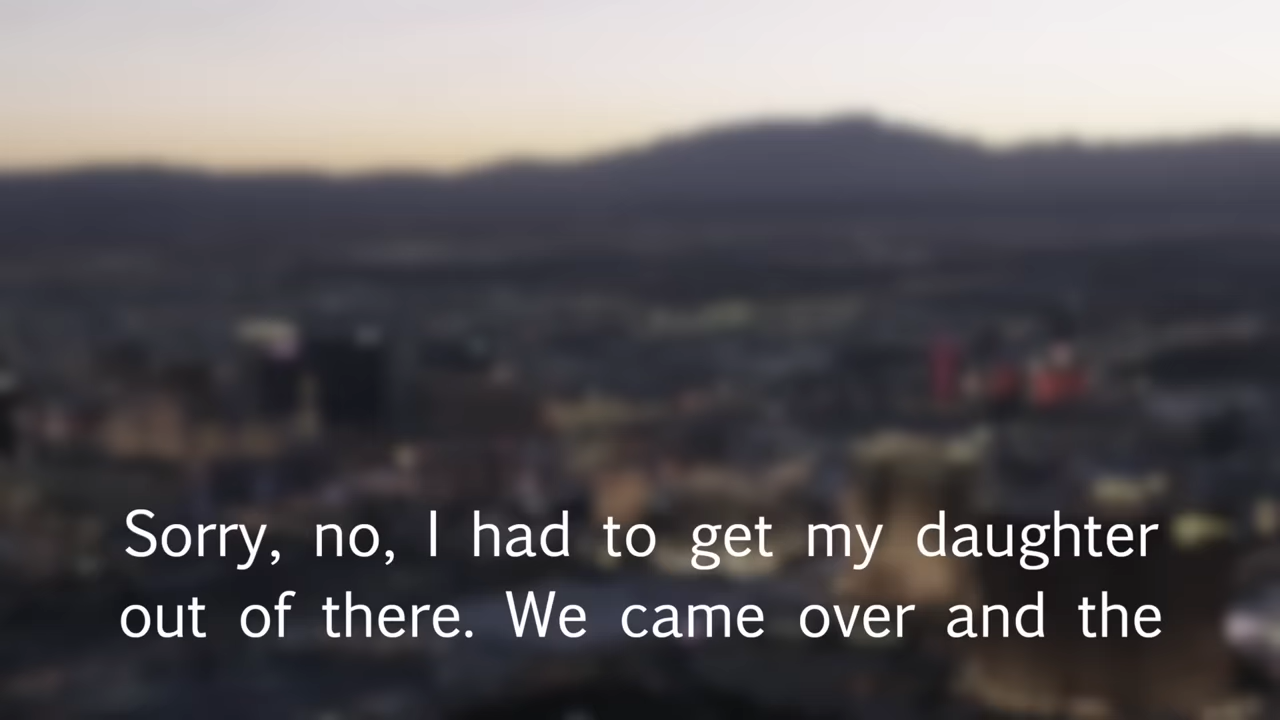 Sorry, no, I had to get my daughter
out of there. We came over and the